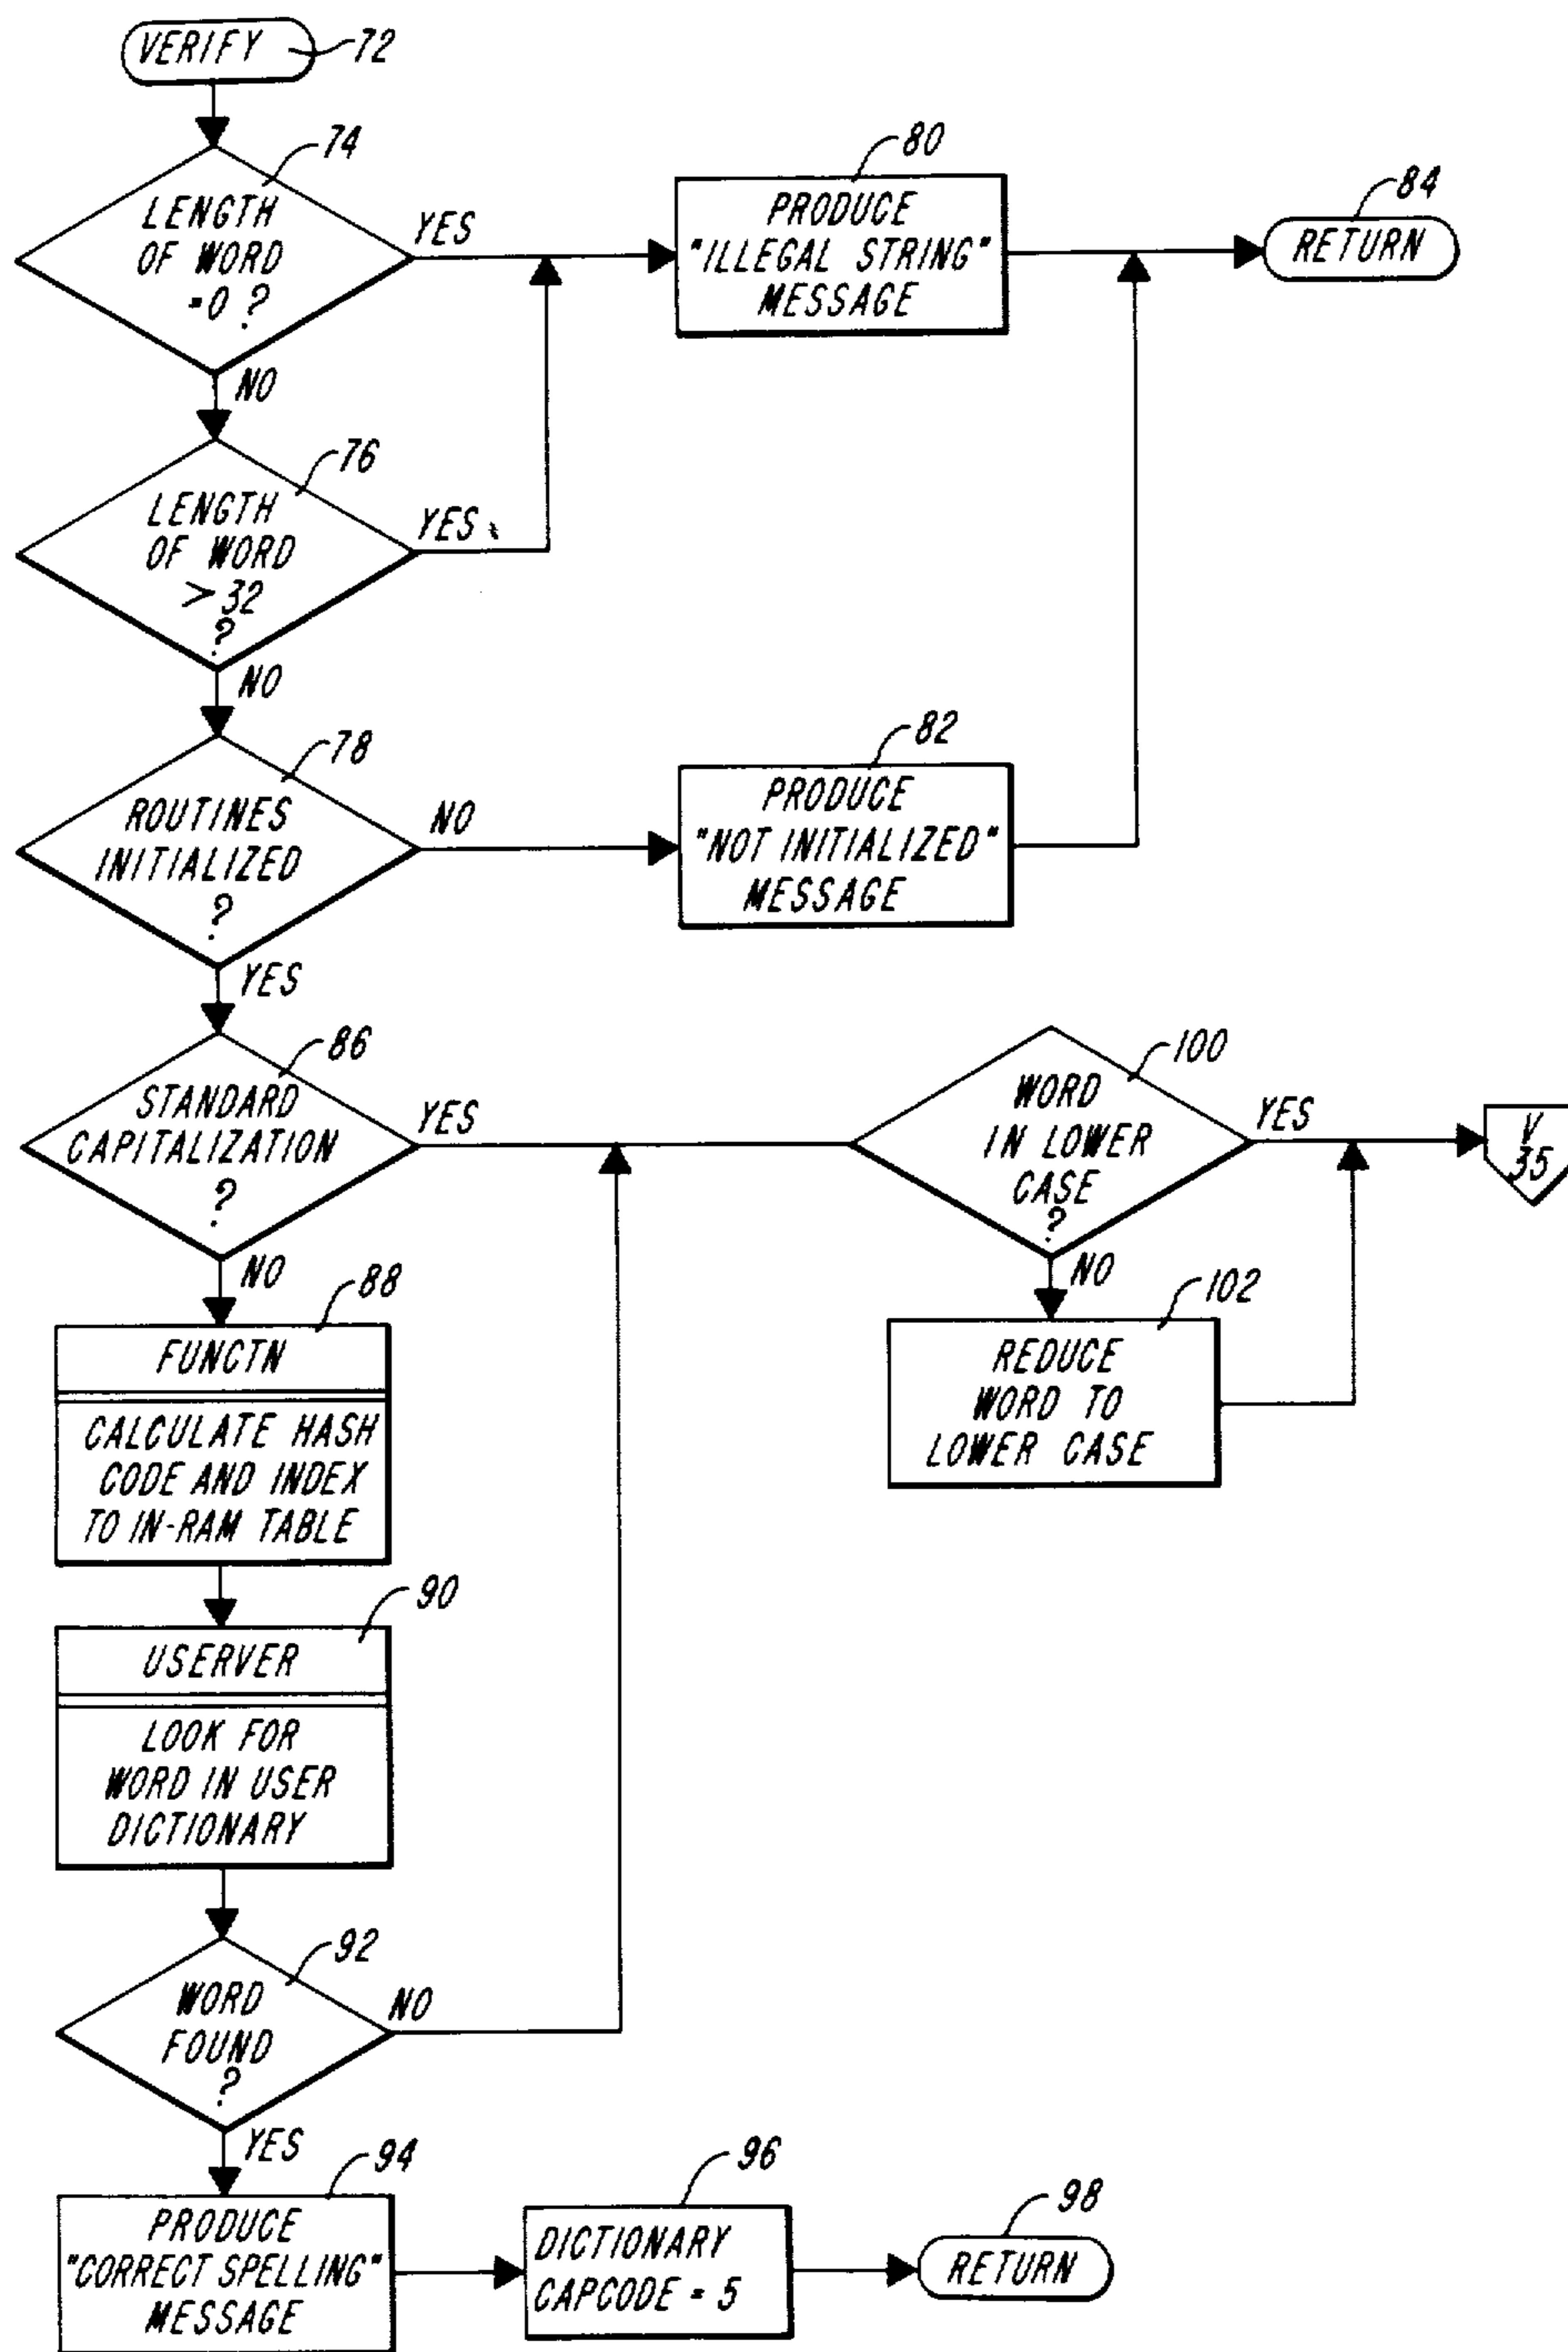 VERIFY 72
74
LENGTH
OF WORD
=0 ?
YES
NO
80
PRODUCE
"ILLEGAL STRING"
MESSAGE
84
RETURN
76
LENGTH
OF WORD
>32
?
YES
NO
78
ROUTINES
INITIALIZED
?
NO
YES
82
PRODUCE
"NOT INITIALIZED"
MESSAGE
86
STANDARD
CAPITALIZATION
?
YES
NO
100
WORD
IN LOWER
CASE
?
YES
NO
V
35
102
REDUCE
WORD TO
LOWER CASE
88
FUNCTN
CALCULATE HASH
CODE AND INDEX
TO IN-RAM TABLE
90
USERVER
LOOK FOR
WORD IN USER
DICTIONARY
92
WORD
FOUND
?
NO
YES
94
PRODUCE
"CORRECT SPELLING"
MESSAGE
96
DICTIONARY
CAPCODE = 5
98
RETURN